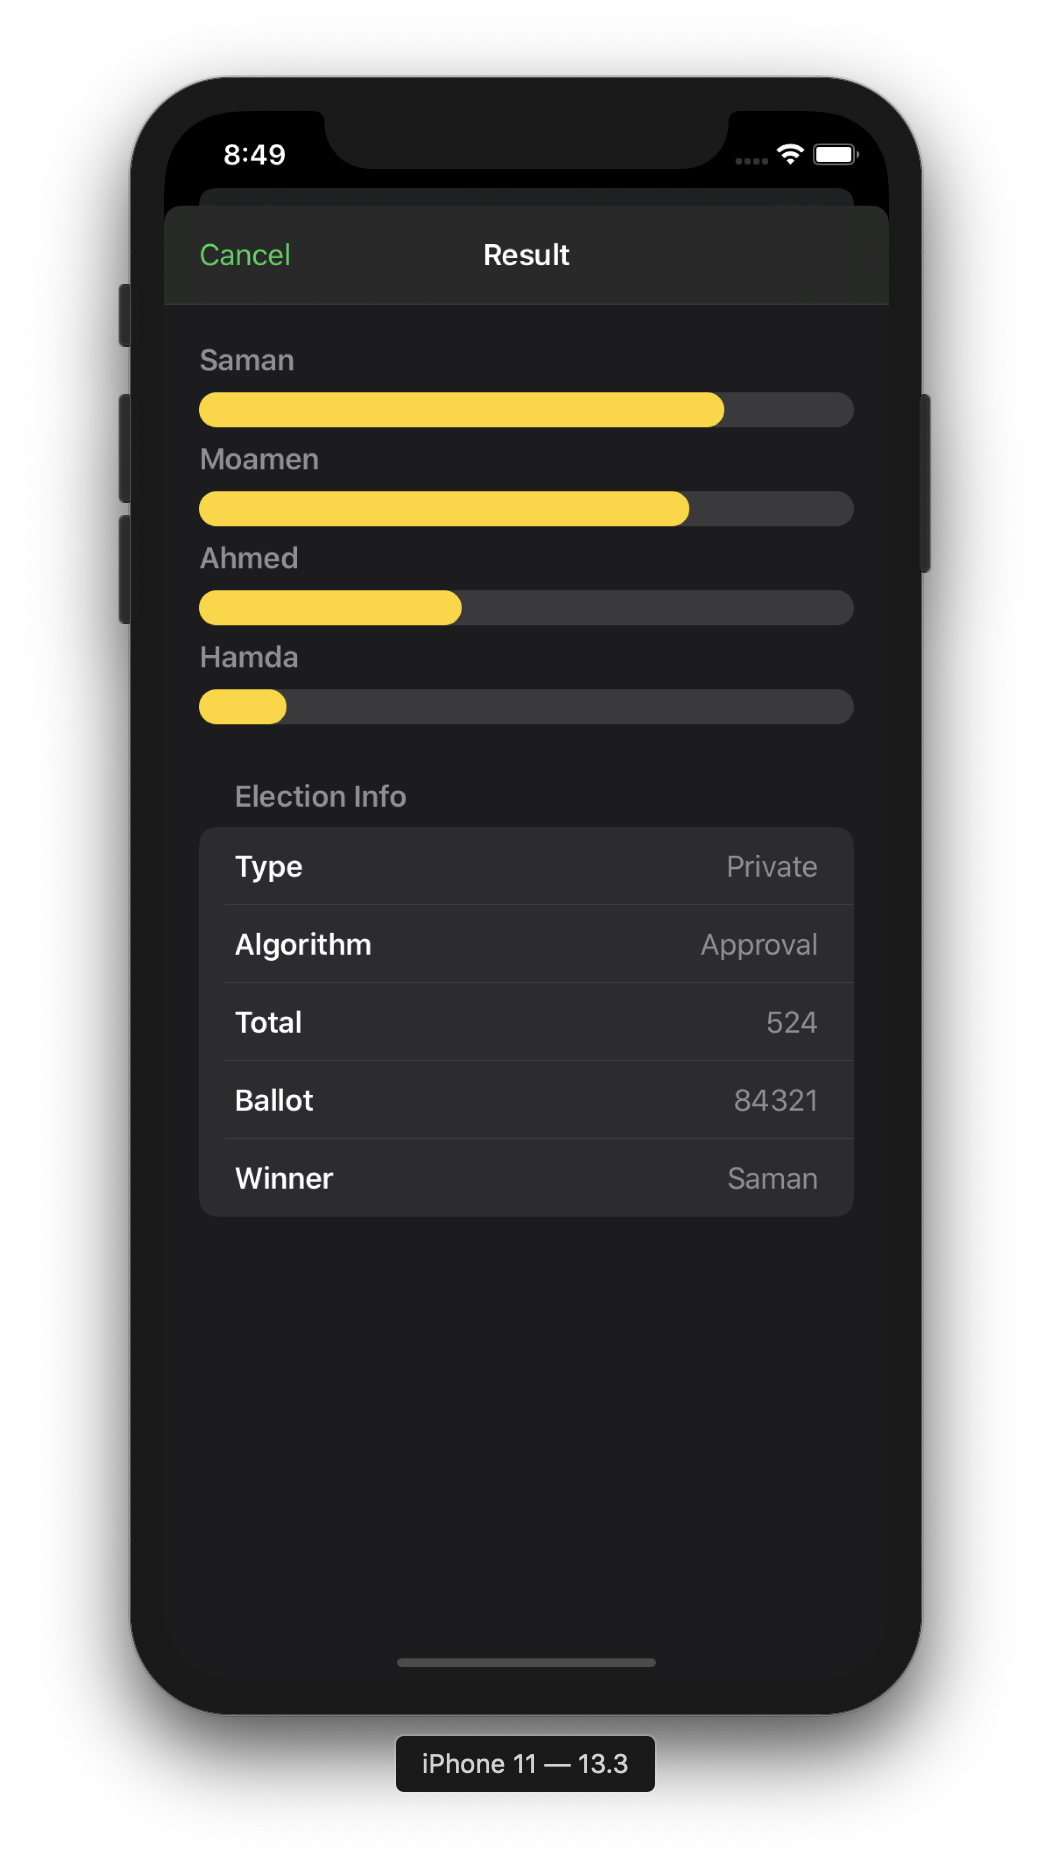 8:49
Cancel Result
Saman
Moamen
Ahmed
Hamda
Election Info
Type Private
Algorithm Approval
Total 524
Ballot 84321
Winner Saman
iPhone 11 — 13.3